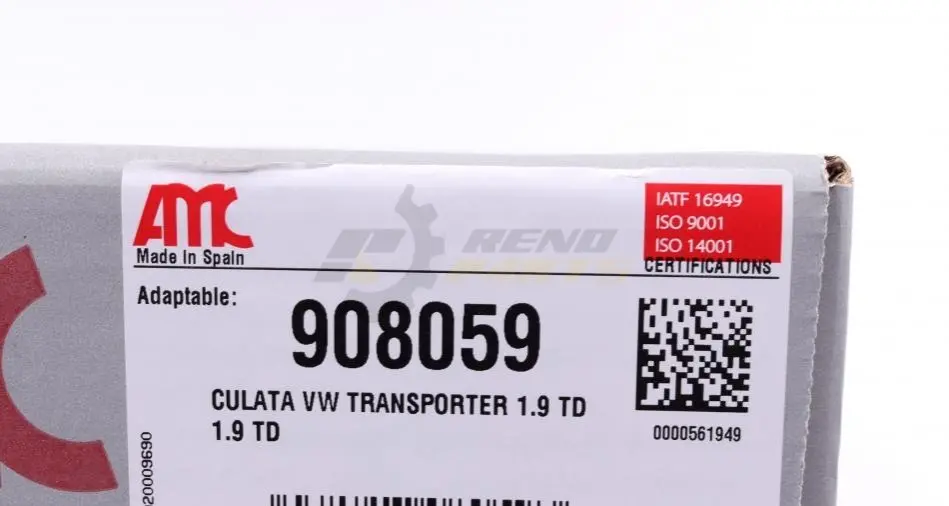 AMC
Made In Spain
IATF 16949
ISO 9001
ISO 14001
CERTIFICATIONS
RENO
PARTS
Adaptable:
908059
CULATA VW TRANSPORTER 1.9 TD
1.9 TD
0000561949
20009690